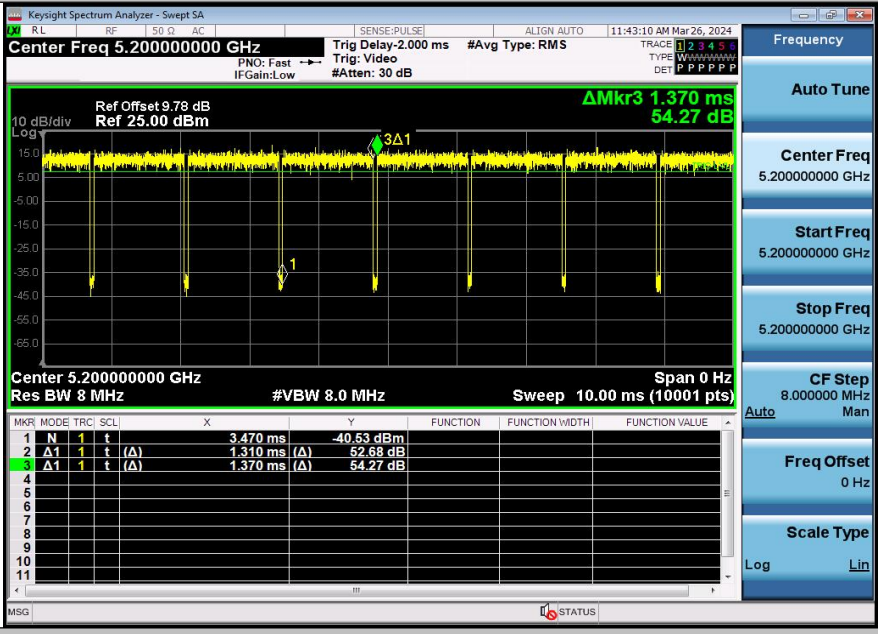 Keysight Spectrum Analyzer - Swept SA
LXI RL RF 50 Ω AC SENSE:PULSE ALIGN AUTO 11:43:10 AM Mar 26, 2024
Center Freq 5.200000000 GHz
PNO: Fast
IFGain:Low
Trig Delay-2.000 ms #Avg Type: RMS
Trig: Video
#Atten: 30 dB
TRACE 1 2 3 4 5 6
TYPE WWWWWWW
DET P P P P P P
Ref Offset 9.78 dB
10 dB/div Ref 25.00 dBm
ΔMkr3 1.370 ms
54.27 dB
Log
15.0
5.00
-5.00
-15.0
-25.0
-35.0
-45.0
-55.0
-65.0
3Δ1
1
Center 5.200000000 GHz Span 0 Hz
Res BW 8 MHz #VBW 8.0 MHz Sweep 10.00 ms (10001 pts)
MKR MODE TRC SCL X Y FUNCTION FUNCTION WIDTH FUNCTION VALUE
1 N 1 t 3.470 ms -40.53 dBm
2 Δ1 1 t (Δ) 1.310 ms (Δ) 52.68 dB
3 Δ1 1 t (Δ) 1.370 ms (Δ) 54.27 dB
4
5
6
7
8
9
10
11
MSG STATUS
Frequency
Auto Tune
Center Freq
5.200000000 GHz
Start Freq
5.200000000 GHz
Stop Freq
5.200000000 GHz
CF Step
8.000000 MHz
Auto Man
Freq Offset
0 Hz
Scale Type
Log Lin